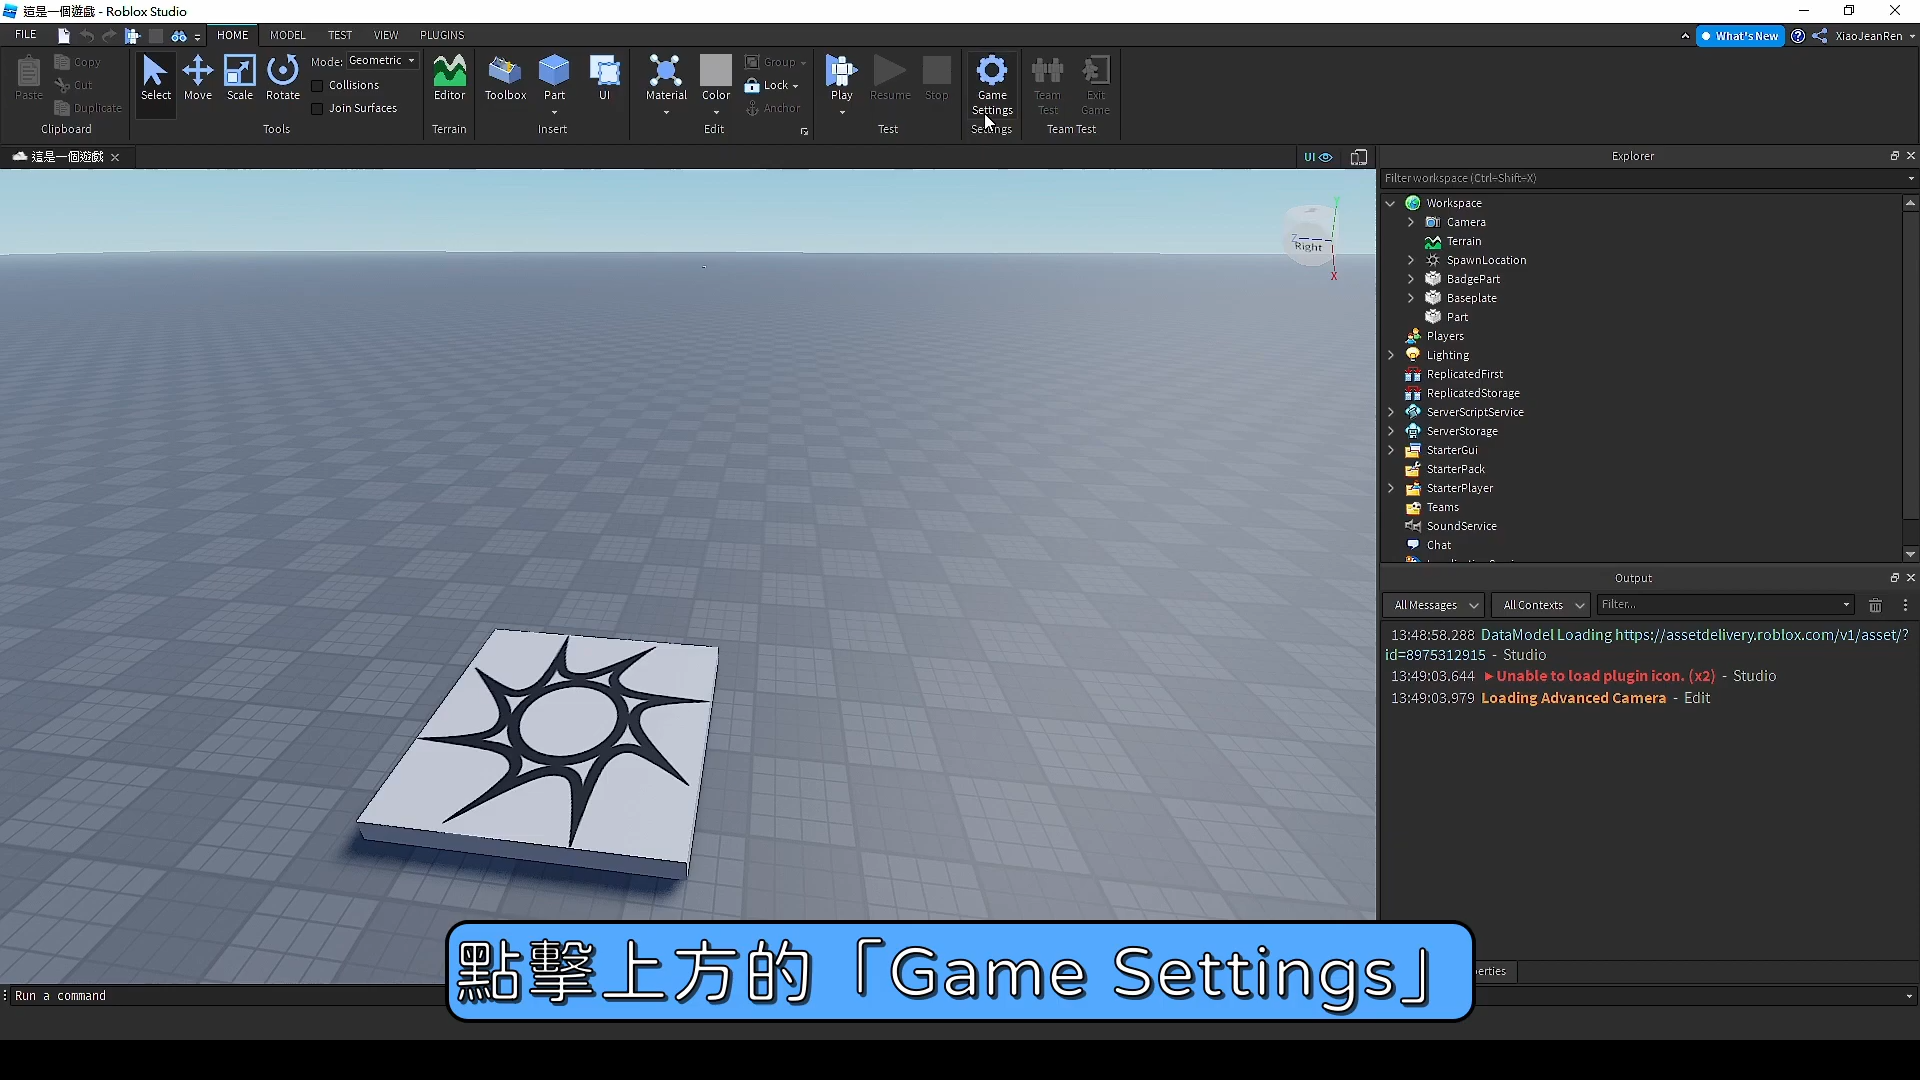 這是一個遊戲 - Roblox Studio
FILE HOME MODEL TEST VIEW PLUGINS What's New XiaoJeanRen
Paste Copy Cut Duplicate
Clipboard
Select Move Scale Rotate
Mode: Geometric
Collisions
Join Surfaces
Tools
Editor
Terrain
Toolbox Part UI
Insert
Material Color Group Lock Anchor
Edit
Play Resume Stop
Test
Game Settings
Settings
Team Test Exit Game
Team Test
這是一個遊戲
UI
Z Right
Y
X
Explorer
Filter workspace (Ctrl+Shift+X)
Workspace
Camera
Terrain
SpawnLocation
BadgePart
Baseplate
Part
Players
Lighting
ReplicatedFirst
ReplicatedStorage
ServerScriptService
ServerStorage
StarterGui
StarterPack
StarterPlayer
Teams
SoundService
Chat
Output
All Messages All Contexts Filter...
13:48:58.288 DataModel Loading https://assetdelivery.roblox.com/v1/asset/?
id=8975312915 - Studio
13:49:03.644 ▶ Unable to load plugin icon. (x2) - Studio
13:49:03.979 Loading Advanced Camera - Edit
點擊上方的「Game Settings」
Run a command